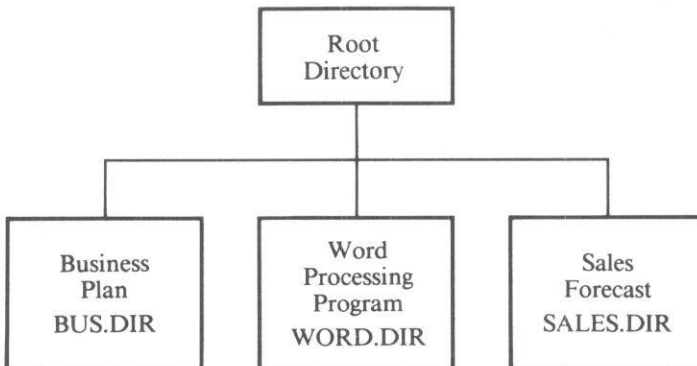 Root
Directory
Business
Plan
BUS.DIR
Word
Processing
Program
WORD.DIR
Sales
Forecast
SALES.DIR